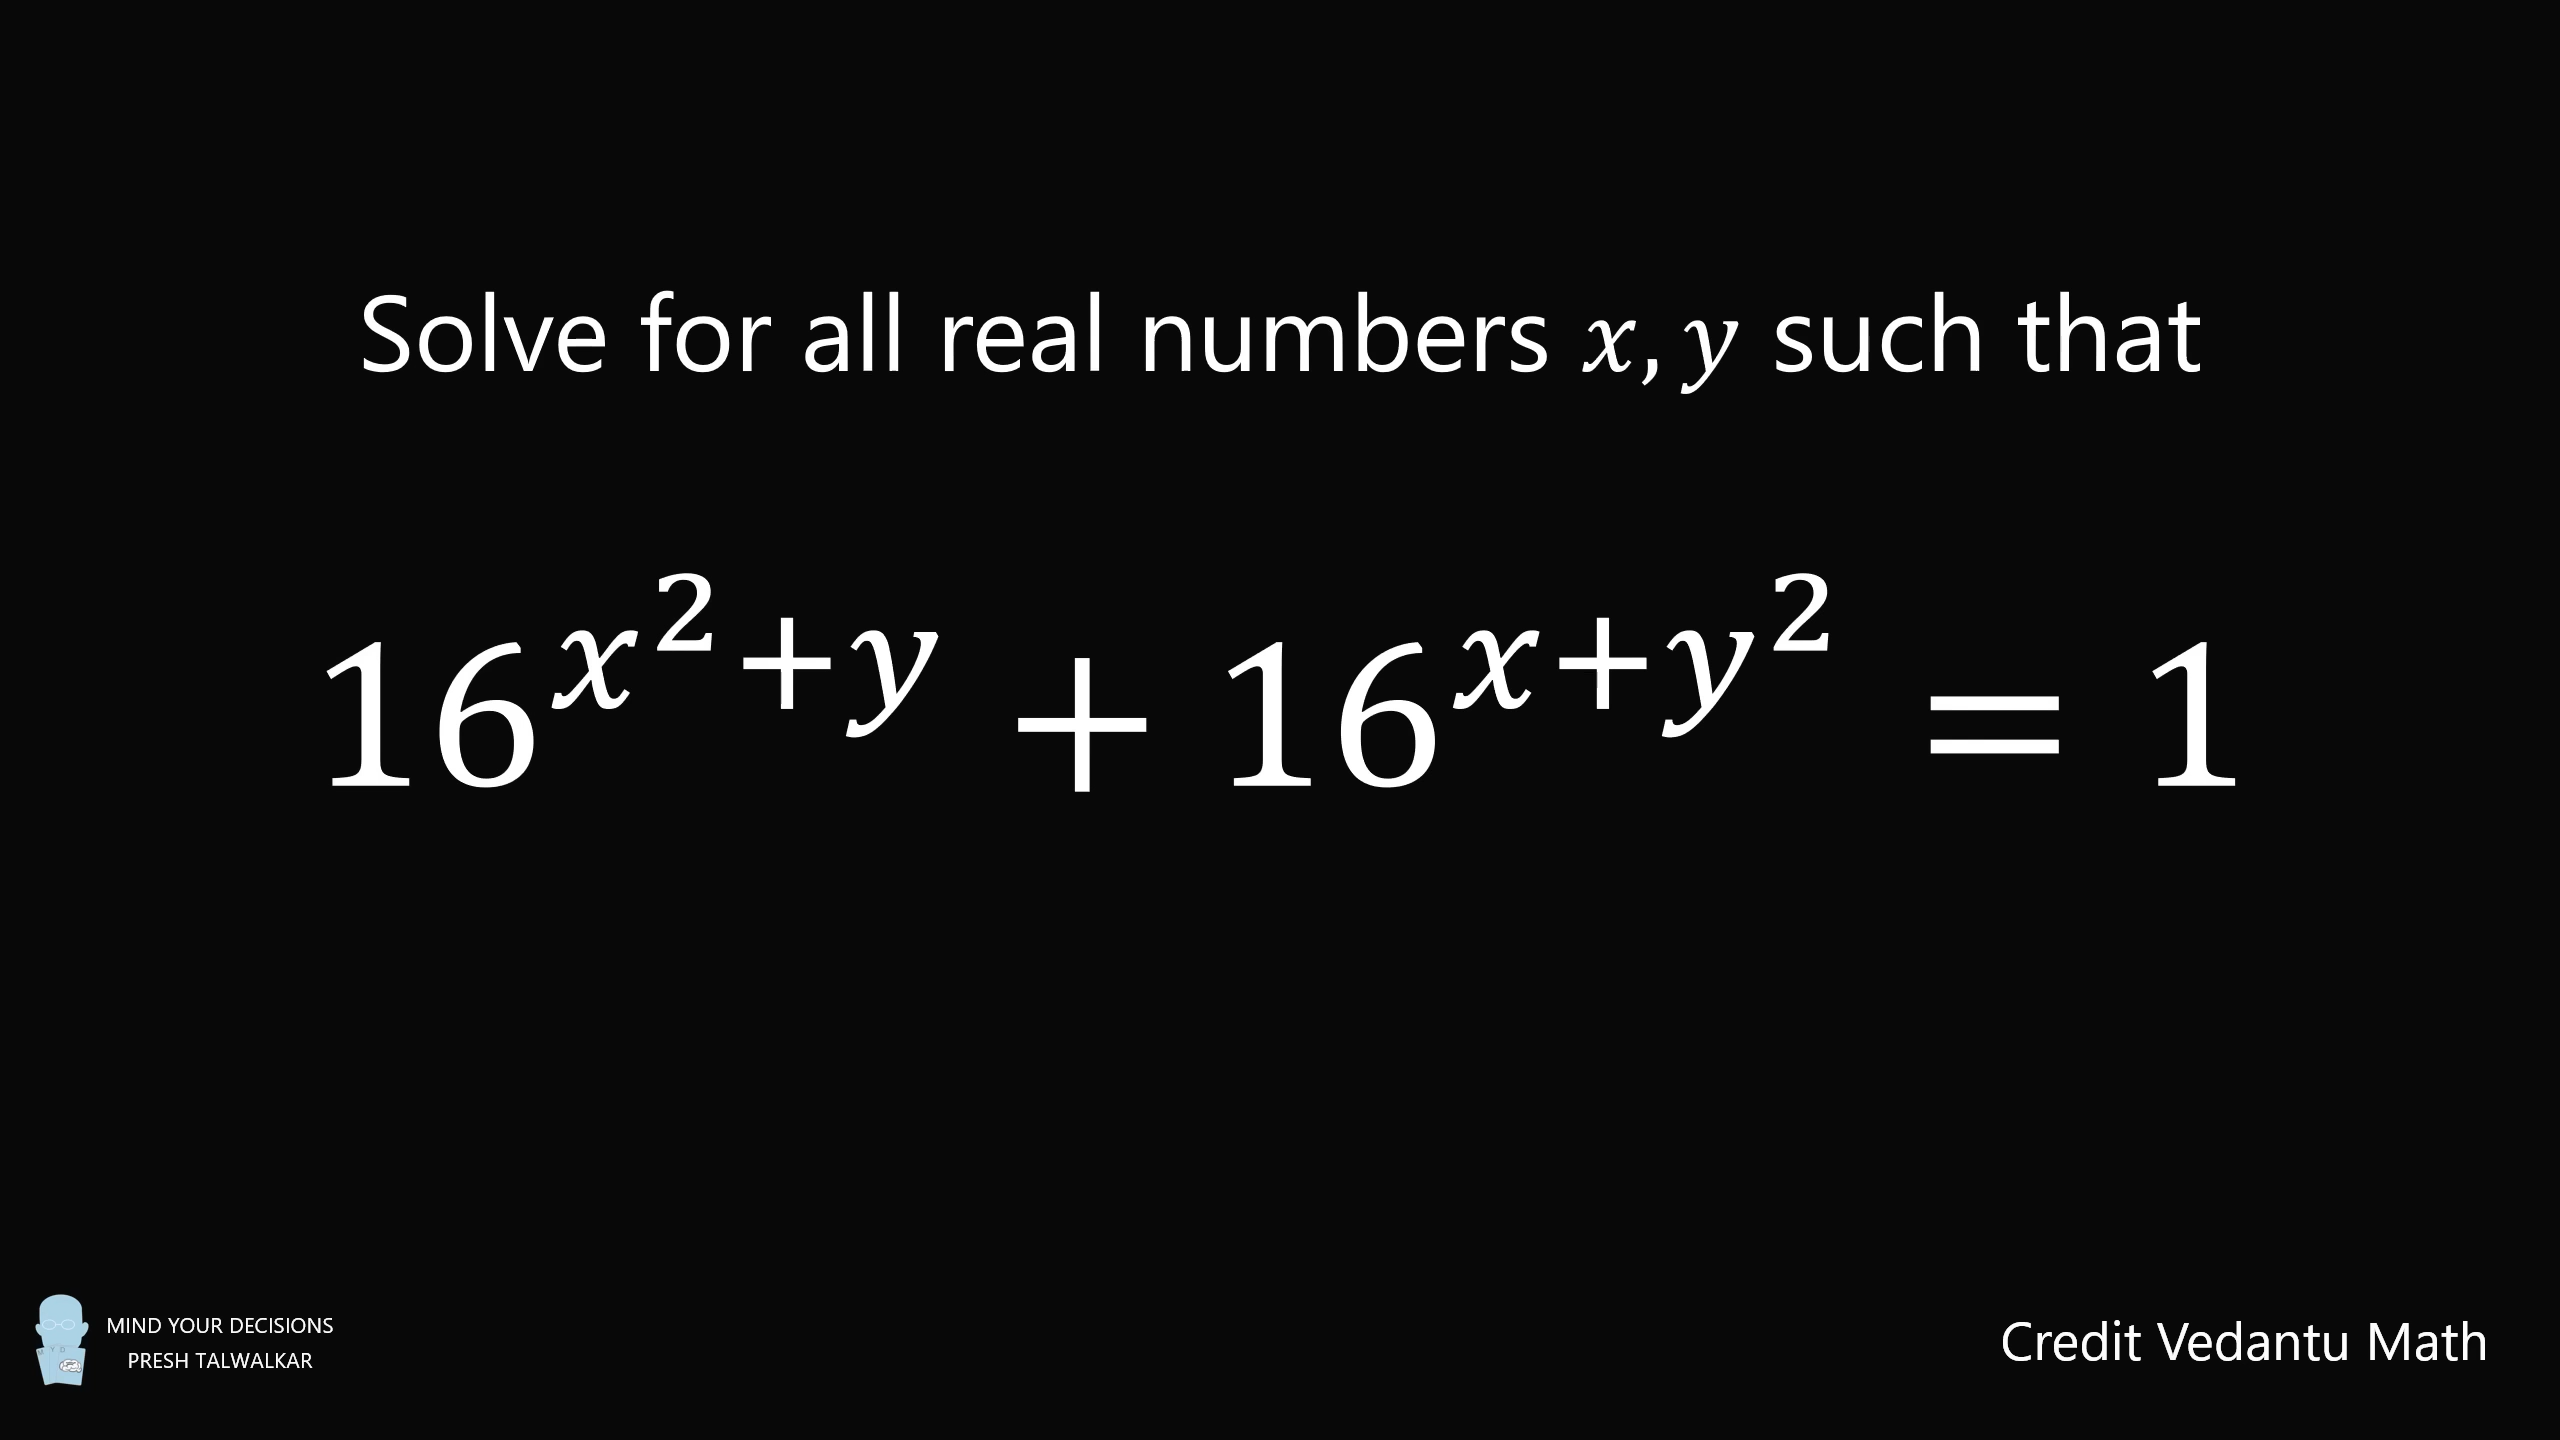 Solve for all real numbers x, y such that
16^{x^2+y} + 16^{x+y^2} = 1
MIND YOUR DECISIONS
PRESH TALWALKAR
Credit Vedantu Math